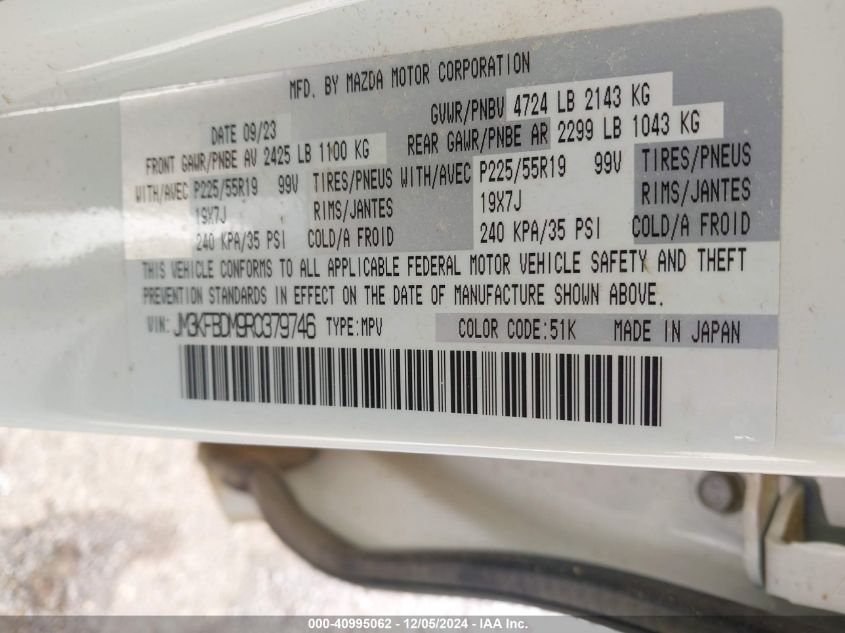 MFD. BY MAZDA MOTOR CORPORATION
DATE 09/23 GVWR/PNBV 4724 LB 2143 KG
FRONT GAWR/PNBE AV 2425 LB 1100 KG REAR GAWR/PNBE AR 2299 LB 1043 KG
WITH/AVEC P225/55R19 99V TIRES/PNEUS WITH/AVEC P225/55R19 99V TIRES/PNEUS
19X7J RIMS/JANTES 19X7J RIMS/JANTES
240 KPA/35 PSI COLD/A FROID 240 KPA/35 PSI COLD/A FROID
THIS VEHICLE CONFORMS TO ALL APPLICABLE FEDERAL MOTOR VEHICLE SAFETY AND THEFT
PREVENTION STANDARDS IN EFFECT ON THE DATE OF MANUFACTURE SHOWN ABOVE.
VIN: JM3KFBDM9R0379746 TYPE:MPV COLOR CODE:51K MADE IN JAPAN
000-40995062 - 12/05/2024 - IAAI Inc.